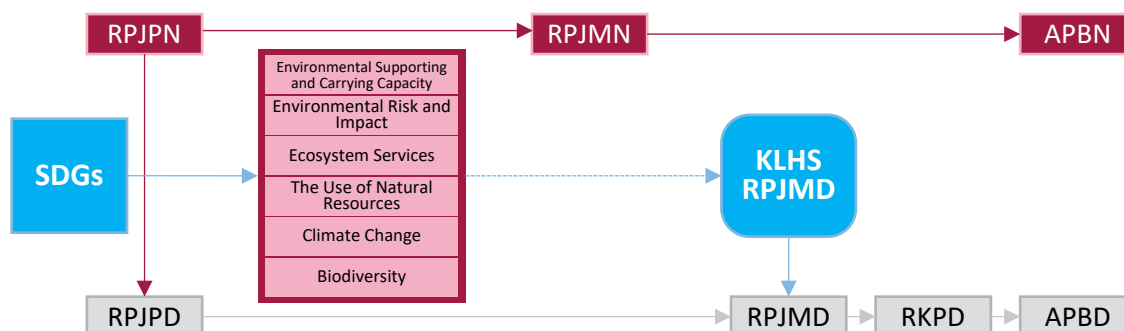 RPJPN
RPJMN
APBN
Environmental Supporting
and Carrying Capacity
Environmental Risk and
Impact
Ecosystem Services
The Use of Natural
Resources
Climate Change
Biodiversity
SDGs
KLHS
RPJMD
RPJPD
RPJMD
RKPD
APBD